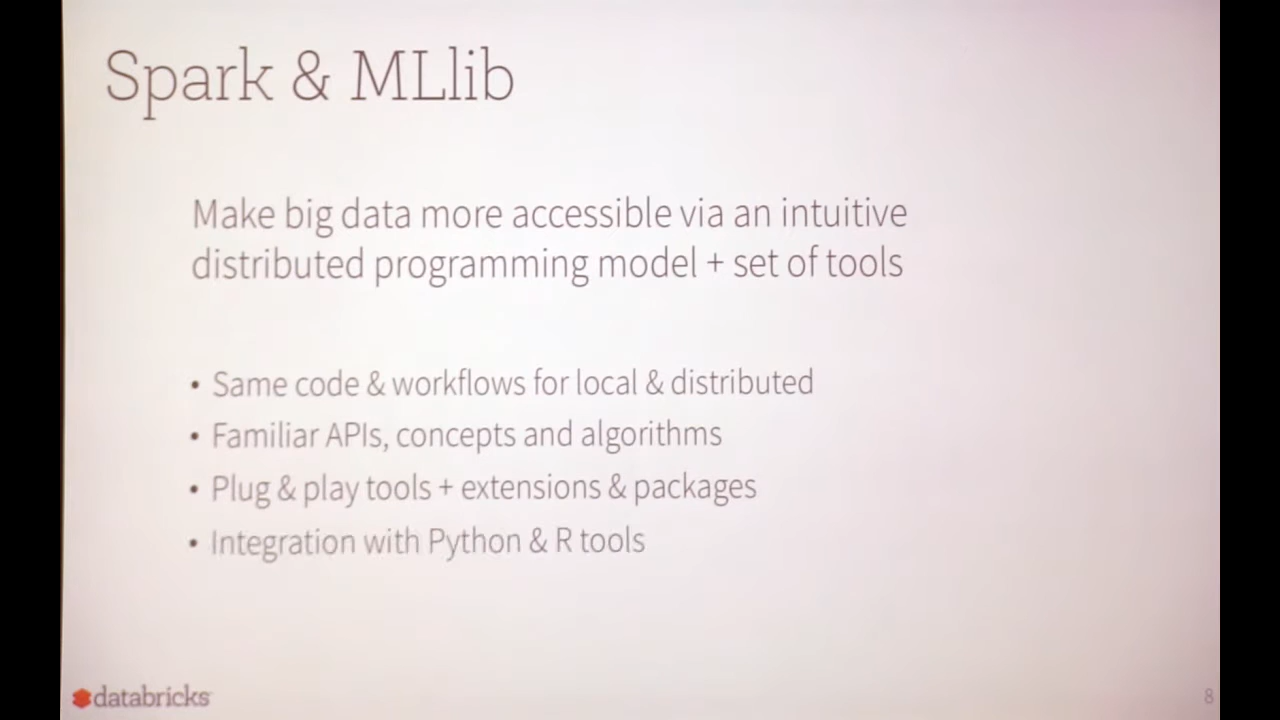 Spark & MLlib
Make big data more accessible via an intuitive
distributed programming model + set of tools
• Same code & workflows for local & distributed
• Familiar APIs, concepts and algorithms
• Plug & play tools + extensions & packages
• Integration with Python & R tools
databricks
8